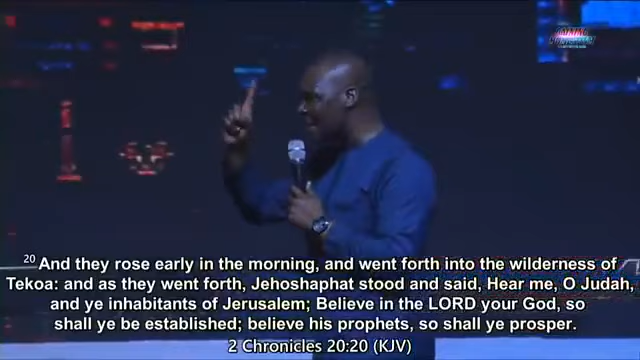 20 And they rose early in the morning, and went forth into the wilderness of
Tekoa: and as they went forth, Jehoshaphat stood and said, Hear me, O Judah,
and ye inhabitants of Jerusalem; Believe in the LORD your God, so
shall ye be established; believe his prophets, so shall ye prosper.
2 Chronicles 20:20 (KJV)